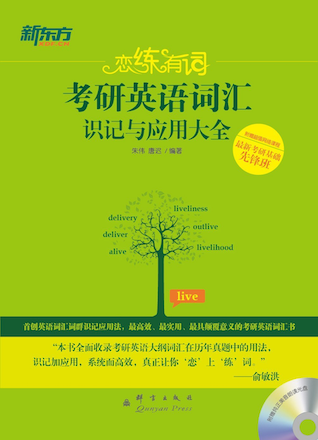 新东方
恋练有词
考研英语词汇
识记与应用大全
朱伟 唐迟 / 编著
最新考研基础
先锋班
liveliness
delivery
outlive
deliver
livelihood
alive
live
首创英语词汇词群识记应用法，最高效、最实用、最具颠覆意义的考研英语词汇书
“本书全面收录考研英语大纲词汇在历年真题中的用法，
识记加应用，系统而高效，真正让你‘恋’上‘练’词。”
——俞敏洪
群言出版社
Qunyan Press